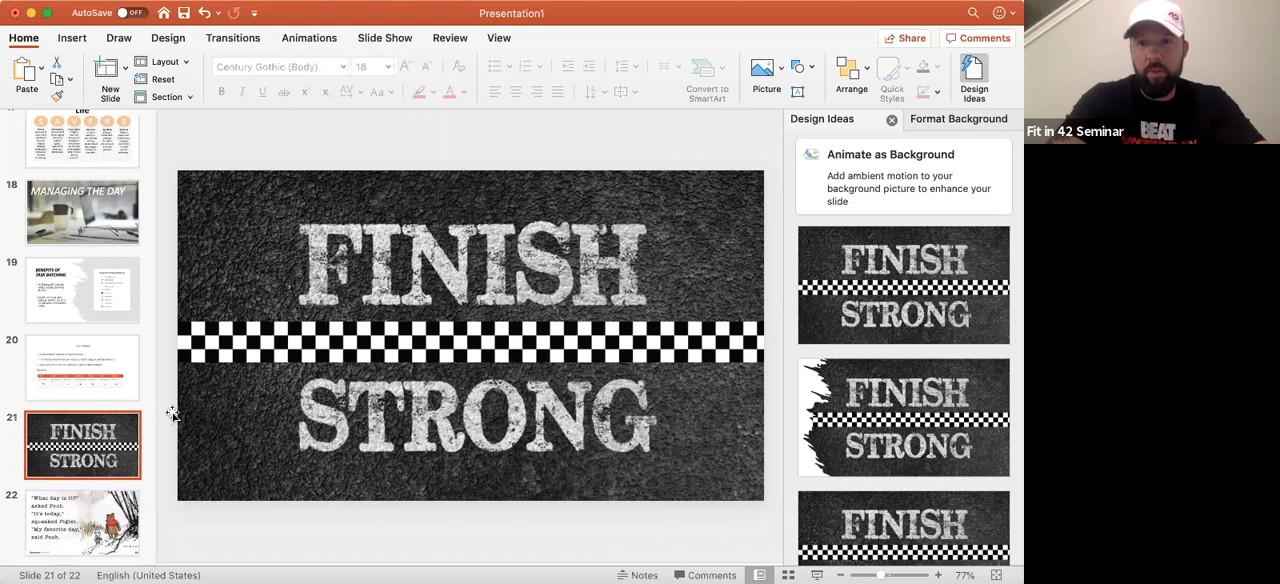 AutoSave OFF
Presentation1
Home Insert Draw Design Transitions Animations Slide Show Review View
Share Comments
Paste
New Slide
Layout
Reset
Section
Century Gothic (Body) 18
Convert to SmartArt
Picture
Arrange
Quick Styles
Design Ideas
Design Ideas Format Background
Animate as Background
Add ambient motion to your
background picture to enhance your
slide
Life
S A V E R S
18
MANAGING THE DAY
19
BENEFITS OF
TASK BATCHING
20
21
FINISH
STRONG
22
"What day is it?"
asked Pooh.
"It's today,"
squeaked Piglet.
"My favorite day,"
said Pooh.
FINISH
STRONG
FINISH
STRONG
FINISH
STRONG
FINISH
Slide 21 of 22 English (United States)
Notes Comments 77%
Fit in 42 Seminar
BEAT